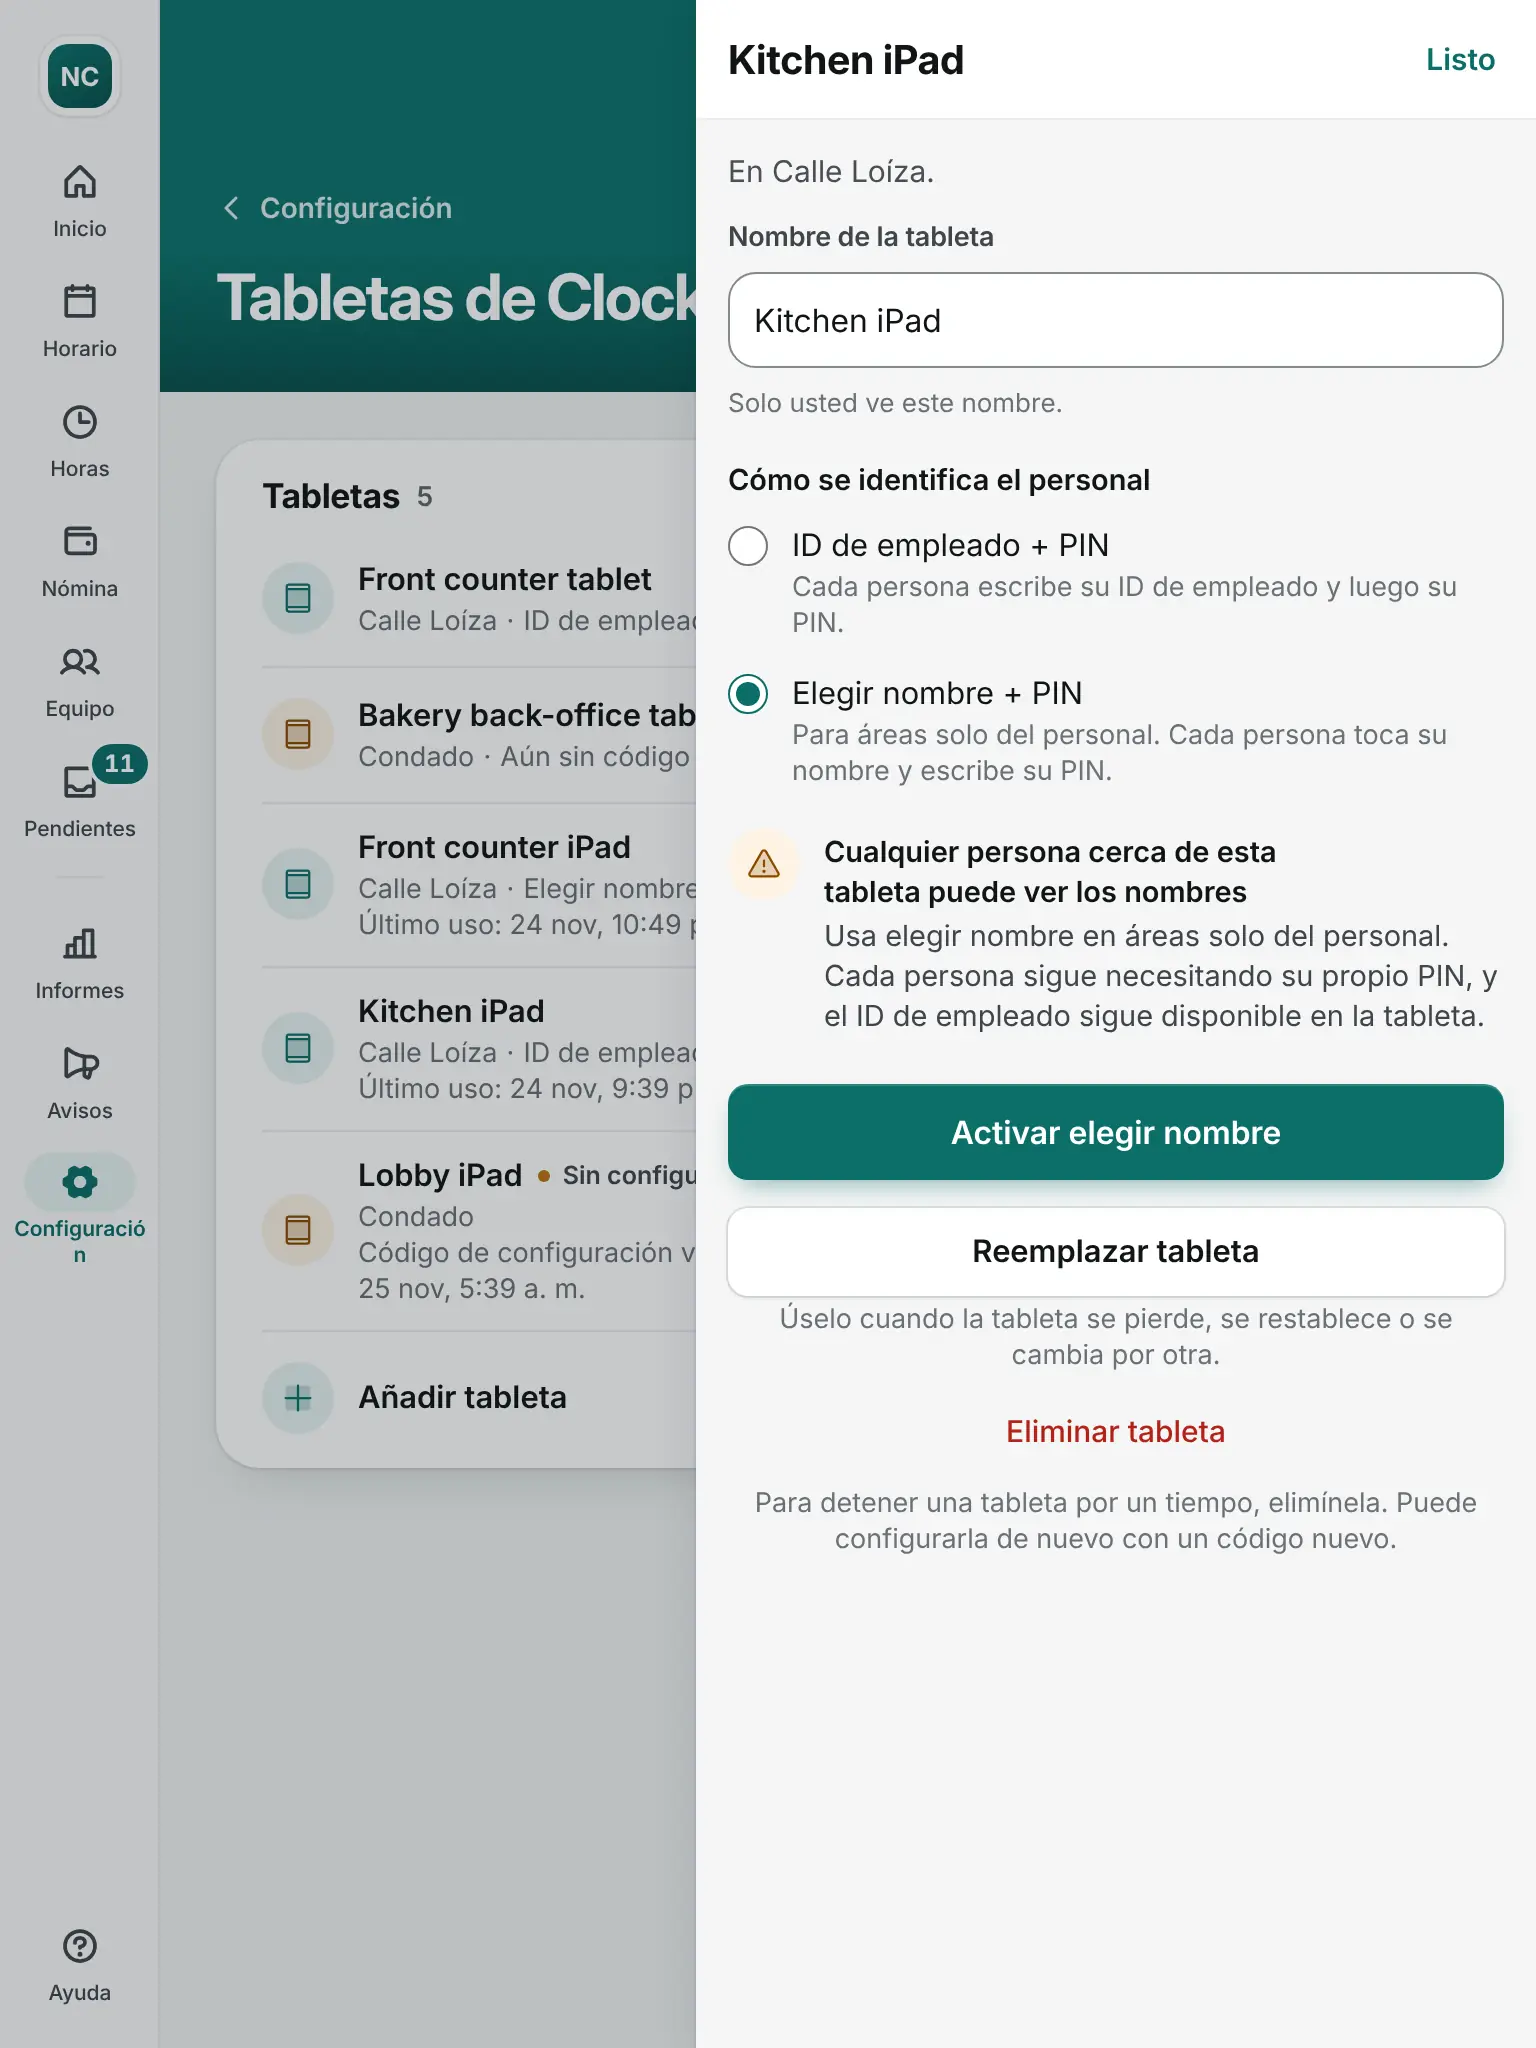 NC
Inicio
Horario
Horas
Nómina
Equipo
11
Pendientes
Informes
Avisos
Configuració
n
Ayuda
Configuración
Tabletas de Clock
Tabletas 5
Front counter tablet
Calle Loíza · ID de emplead
Bakery back-office tab
Condado · Aún sin código
Front counter iPad
Calle Loíza · Elegir nombre
Último uso: 24 nov, 10:49 p
Kitchen iPad
Calle Loíza · ID de emplead
Último uso: 24 nov, 9:39 p
Lobby iPad Sin configu
Condado
Código de configuración v
25 nov, 5:39 a. m.
Añadir tableta
Kitchen iPad
Listo
En Calle Loíza.
Nombre de la tableta
Kitchen iPad
Solo usted ve este nombre.
Cómo se identifica el personal
ID de empleado + PIN
Cada persona escribe su ID de empleado y luego su
PIN.
Elegir nombre + PIN
Para áreas solo del personal. Cada persona toca su
nombre y escribe su PIN.
Cualquier persona cerca de esta
tableta puede ver los nombres
Usa elegir nombre en áreas solo del personal.
Cada persona sigue necesitando su propio PIN, y
el ID de empleado sigue disponible en la tableta.
Activar elegir nombre
Reemplazar tableta
Úselo cuando la tableta se pierde, se restablece o se
cambia por otra.
Eliminar tableta
Para detener una tableta por un tiempo, elimínela. Puede
configurarla de nuevo con un código nuevo.